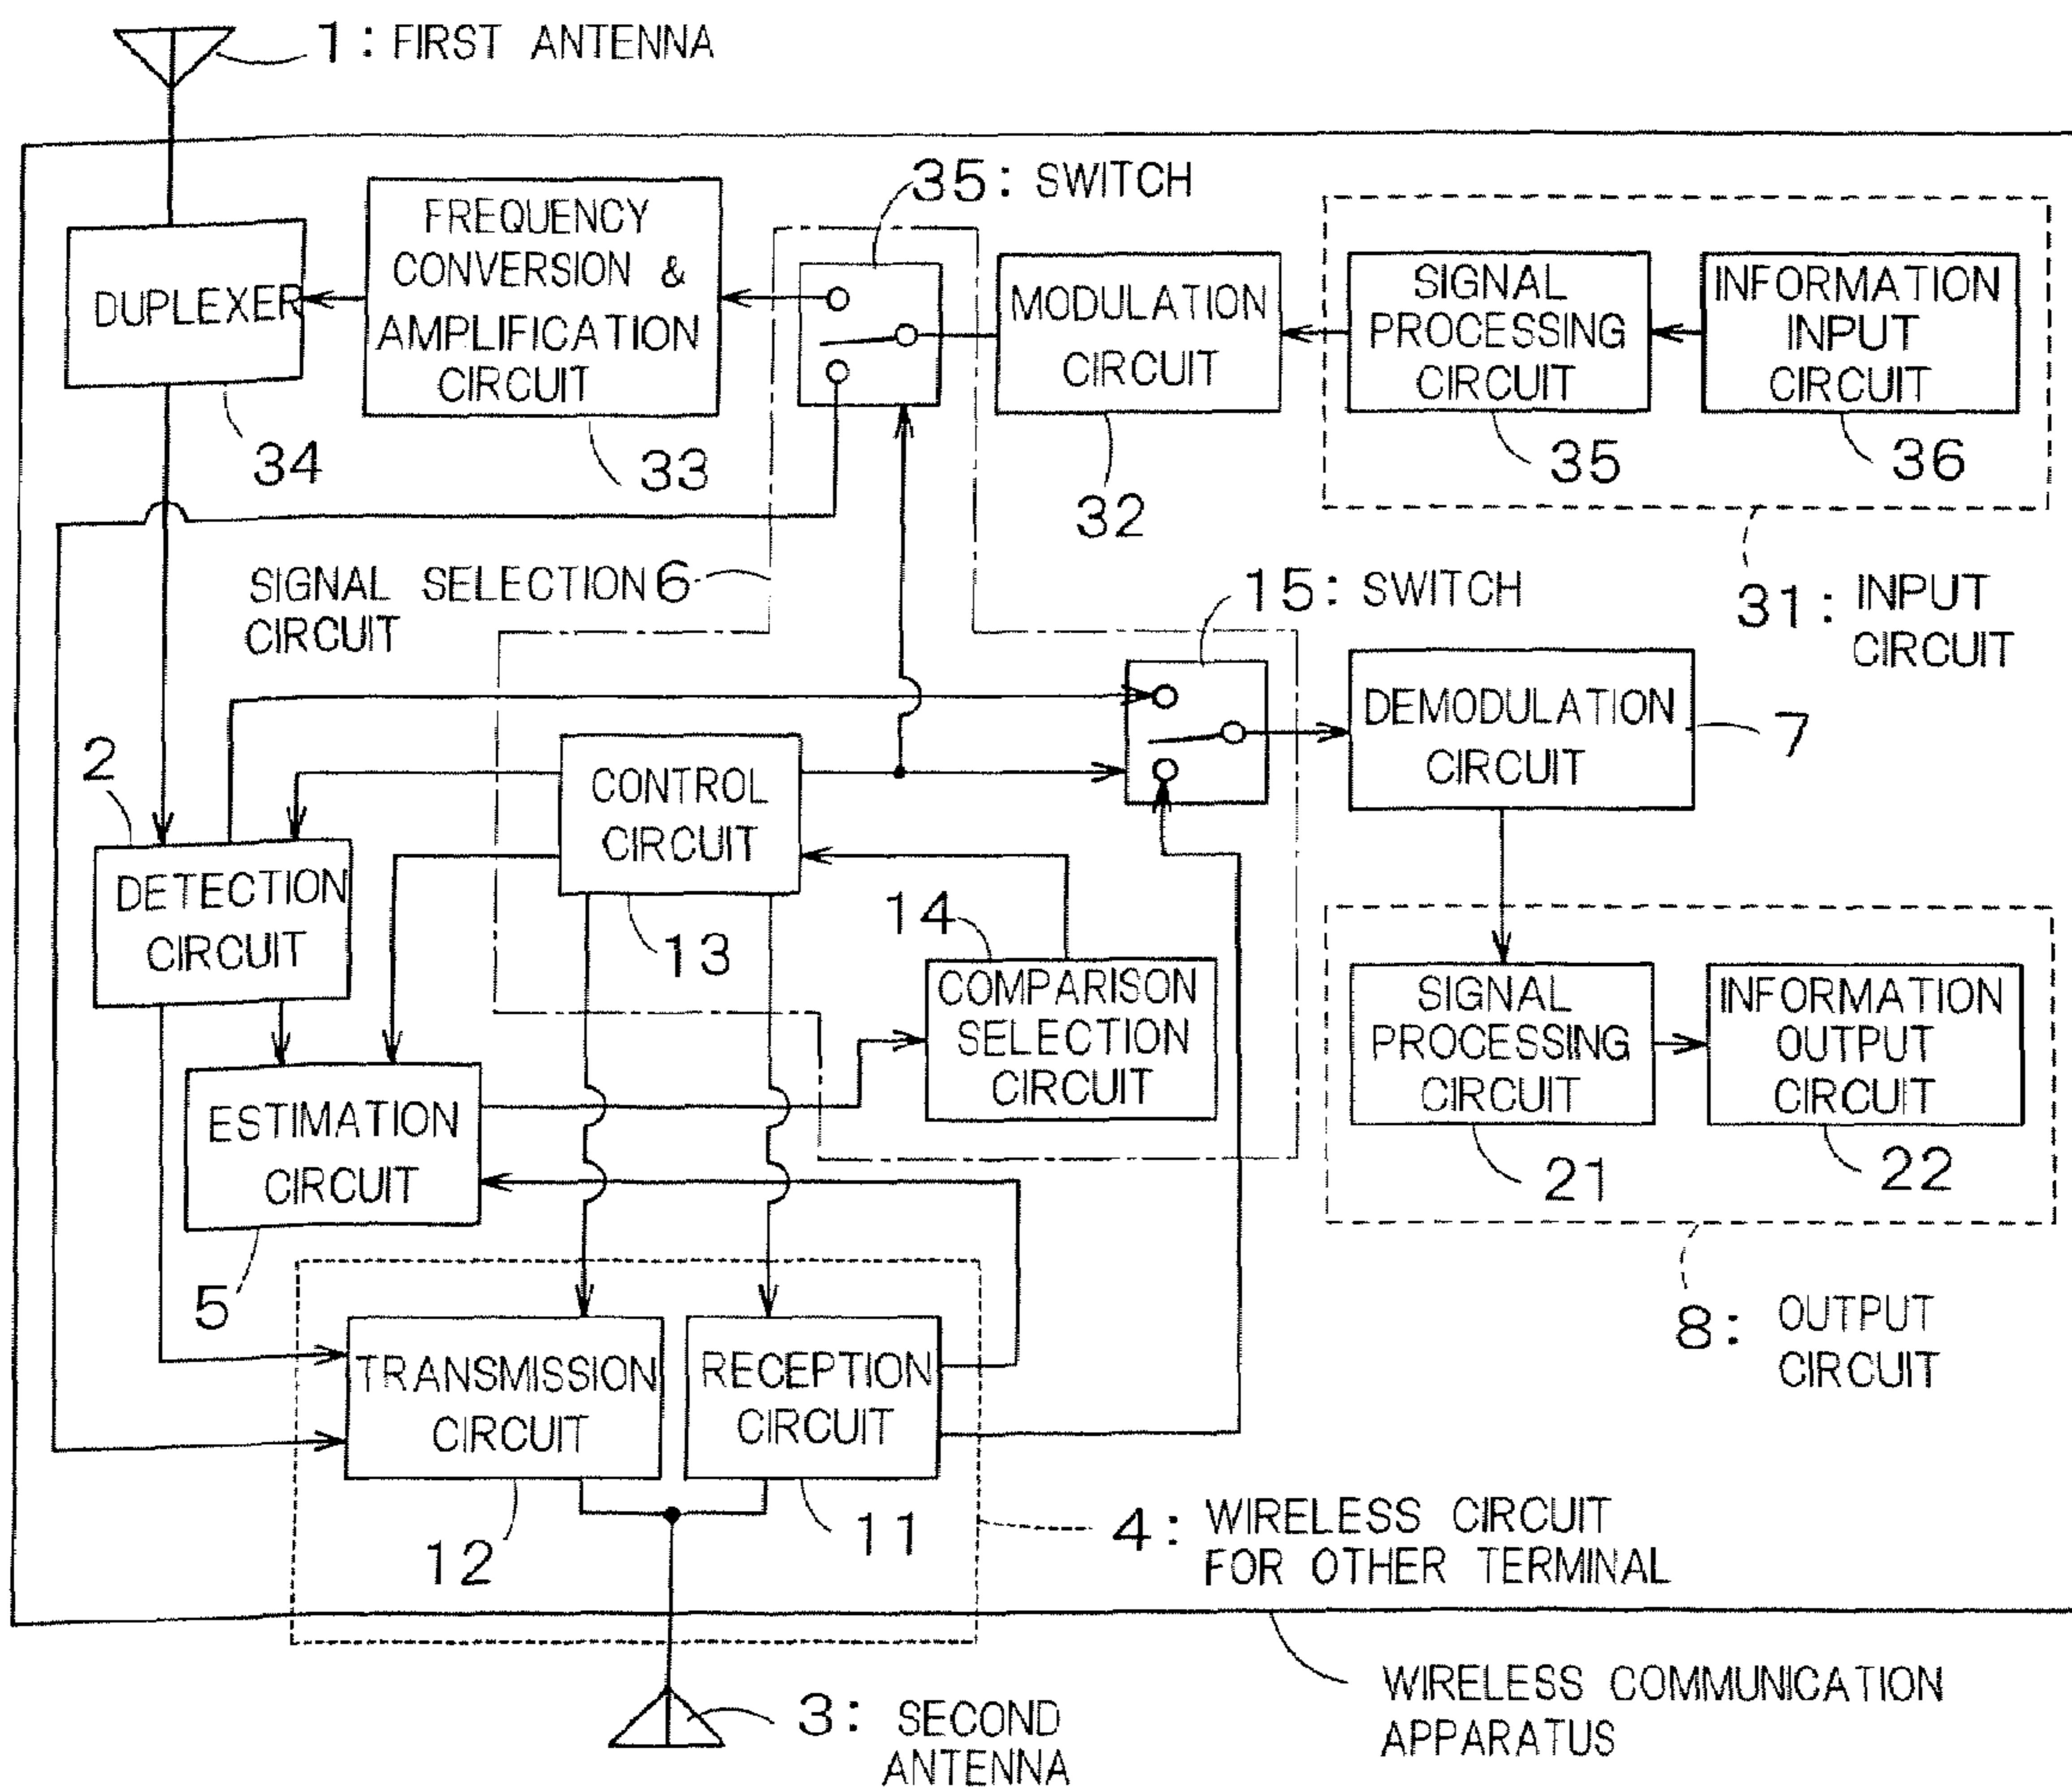 1: FIRST ANTENNA
35: SWITCH
FREQUENCY
CONVERSION &
AMPLIFICATION
CIRCUIT
DUPLEXER
MODULATION
CIRCUIT
SIGNAL
PROCESSING
CIRCUIT
INFORMATION
INPUT
CIRCUIT
34
33
32
35
36
SIGNAL SELECTION 6
CIRCUIT
15: SWITCH
31: INPUT
CIRCUIT
2
CONTROL
CIRCUIT
DEMODULATION
CIRCUIT
7
DETECTION
CIRCUIT
13
14
COMPARISON
SELECTION
CIRCUIT
SIGNAL
PROCESSING
CIRCUIT
INFORMATION
OUTPUT
CIRCUIT
ESTIMATION
CIRCUIT
21
22
5
8: OUTPUT
CIRCUIT
TRANSMISSION
CIRCUIT
RECEPTION
CIRCUIT
12
11
4: WIRELESS CIRCUIT
FOR OTHER TERMINAL
3: SECOND
ANTENNA
WIRELESS COMMUNICATION
APPARATUS